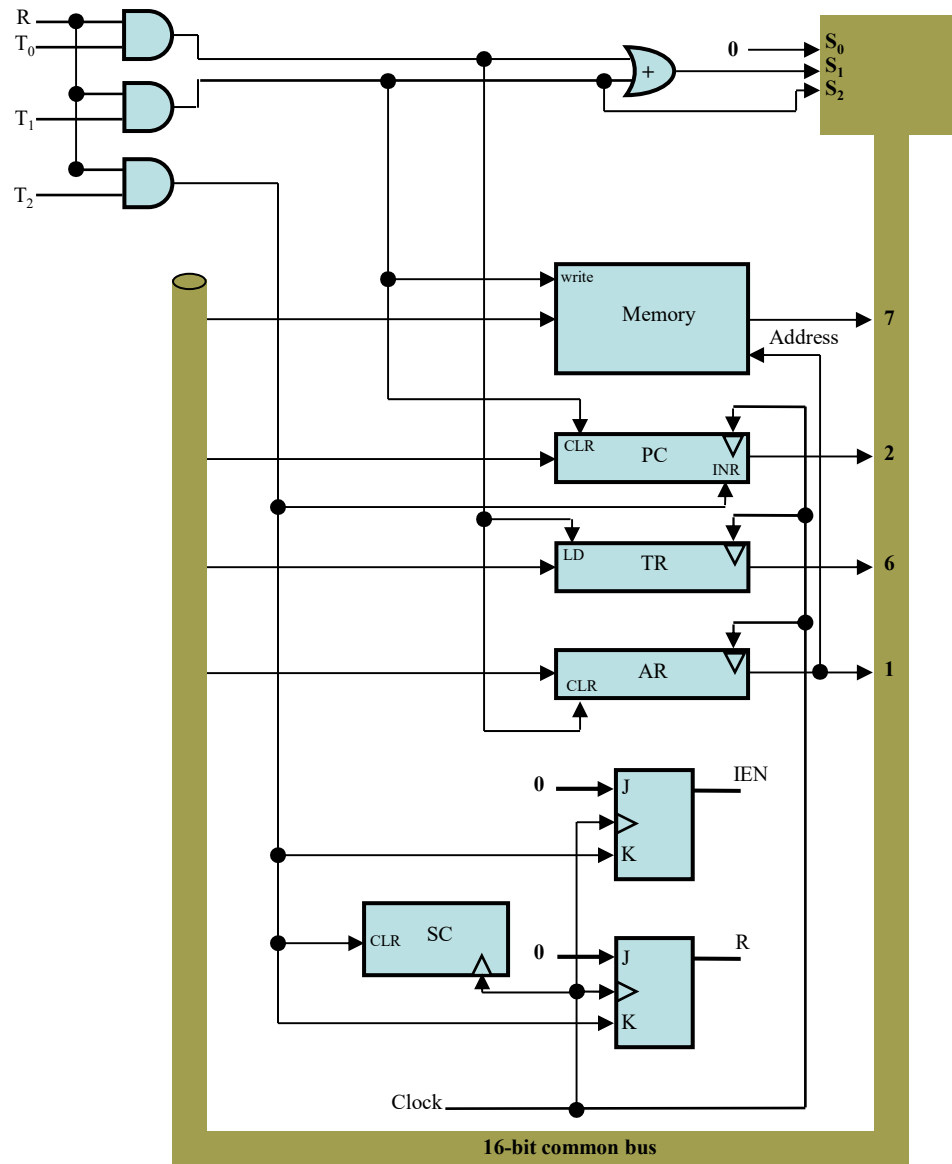 R
T0
T1
T2
0
S0
S1
S2
+
write
Memory
7
Address
CLR
PC
INR
2
LD
TR
6
AR
CLR
1
0
J
IEN
K
CLR
SC
0
J
R
K
Clock
16-bit common bus